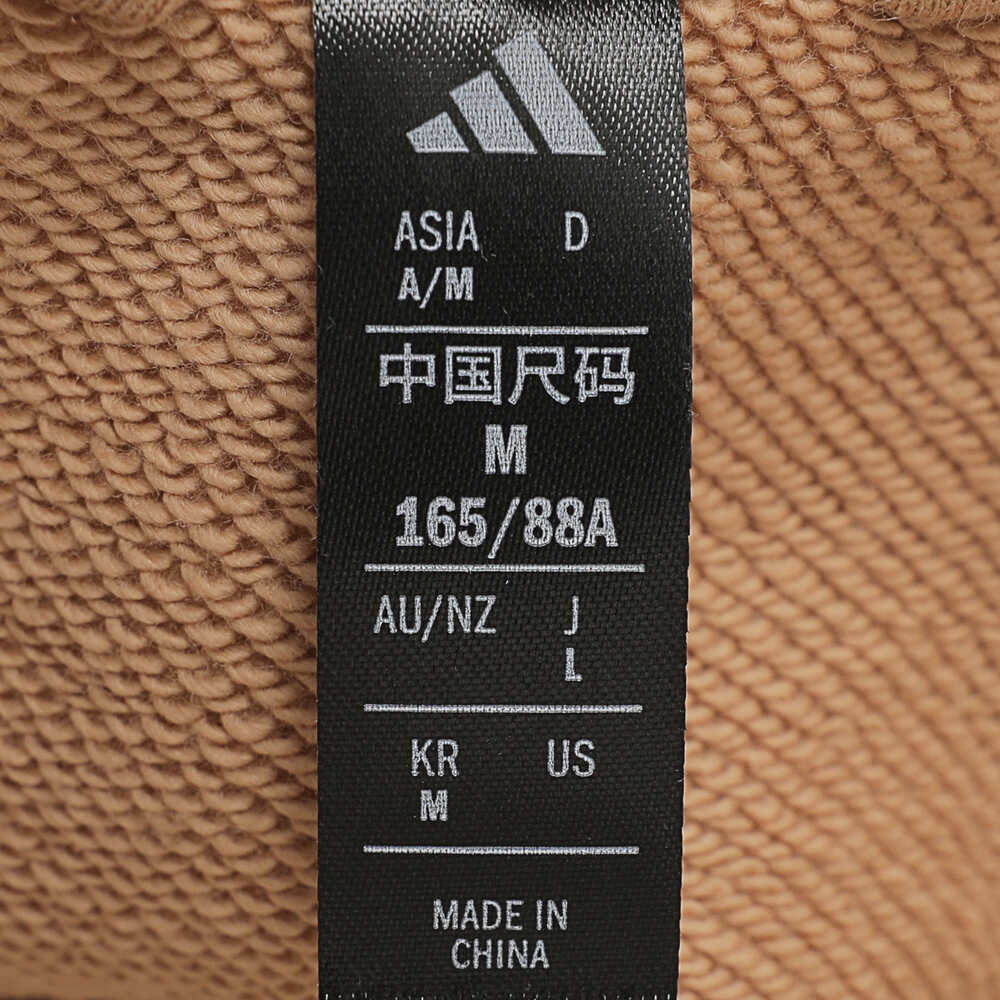 ASIA D
A/M
中国尺码
M
165/88A
AU/NZ J
L
KR US
M
MADE IN
CHINA